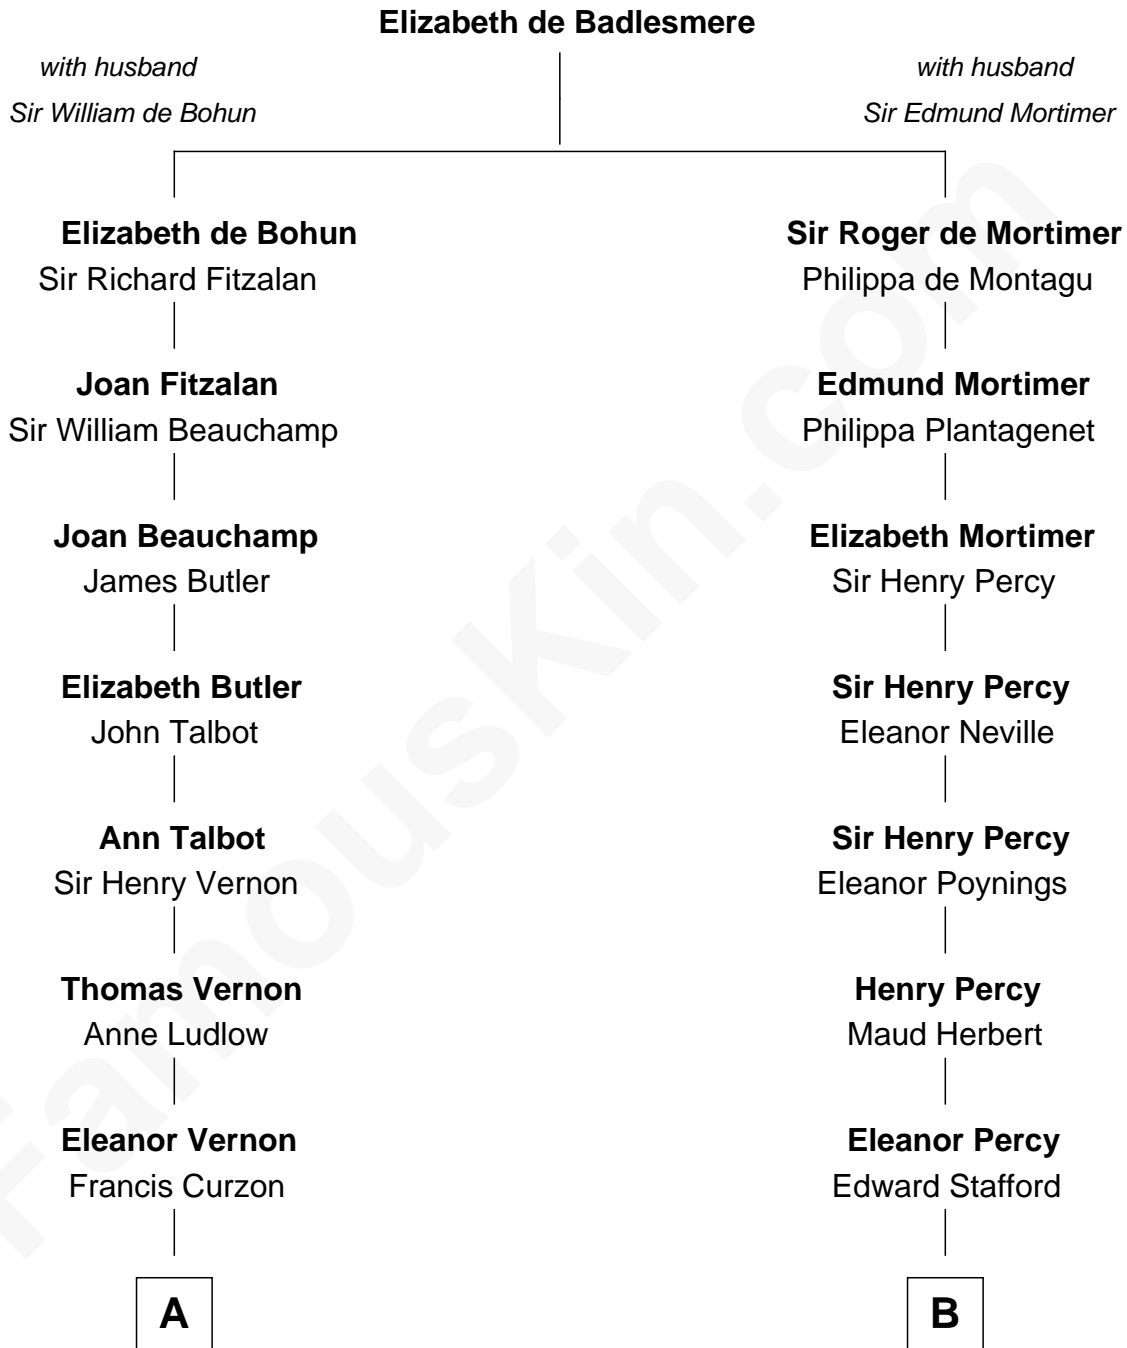 Elizabeth de Badlesmere
with husband
Sir William de Bohun
with husband
Sir Edmund Mortimer
Elizabeth de Bohun
Sir Richard Fitzalan
Sir Roger de Mortimer
Philippa de Montagu
Joan Fitzalan
Sir William Beauchamp
Edmund Mortimer
Philippa Plantagenet
Joan Beauchamp
James Butler
Elizabeth Mortimer
Sir Henry Percy
Elizabeth Butler
John Talbot
Sir Henry Percy
Eleanor Neville
Ann Talbot
Sir Henry Vernon
Sir Henry Percy
Eleanor Poynings
Thomas Vernon
Anne Ludlow
Henry Percy
Maud Herbert
Eleanor Vernon
Francis Curzon
Eleanor Percy
Edward Stafford
A
B
FamousKin.com